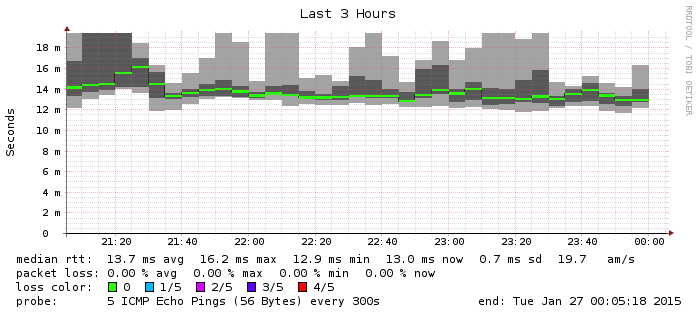 Last 3 Hours
RRDTOOL / TOBI OETIKER
Seconds
18 m
16 m
14 m
12 m
10 m
8 m
6 m
4 m
2 m
0
21:20 21:40 22:00 22:20 22:40 23:00 23:20 23:40 00:00
median rtt: 13.7 ms avg 16.2 ms max 12.9 ms min 13.0 ms now 0.7 ms sd 19.7 am/s
packet loss: 0.00 % avg 0.00 % max 0.00 % min 0.00 % now
loss color: 0 1/5 2/5 3/5 4/5
probe: 5 ICMP Echo Pings (56 Bytes) every 300s end: Tue Jan 27 00:05:18 2015